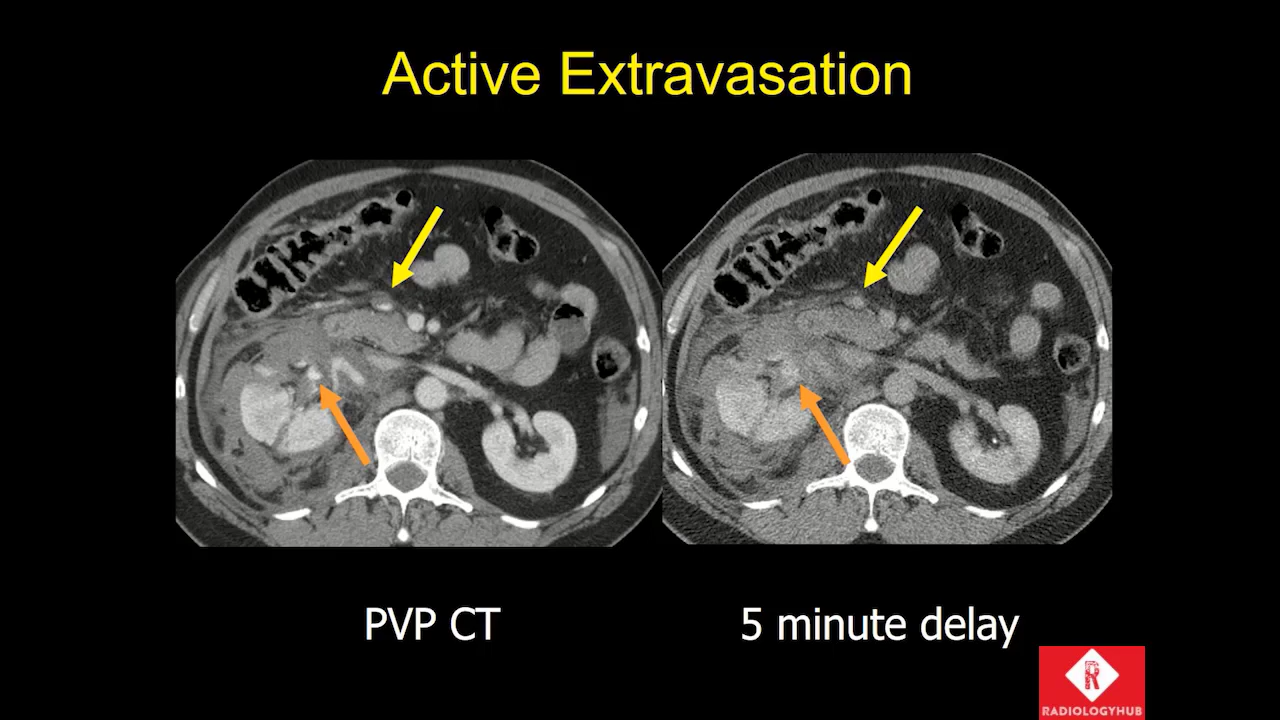 Active Extravasation
PVP CT
5 minute delay
R
RADIOLOGYHUB